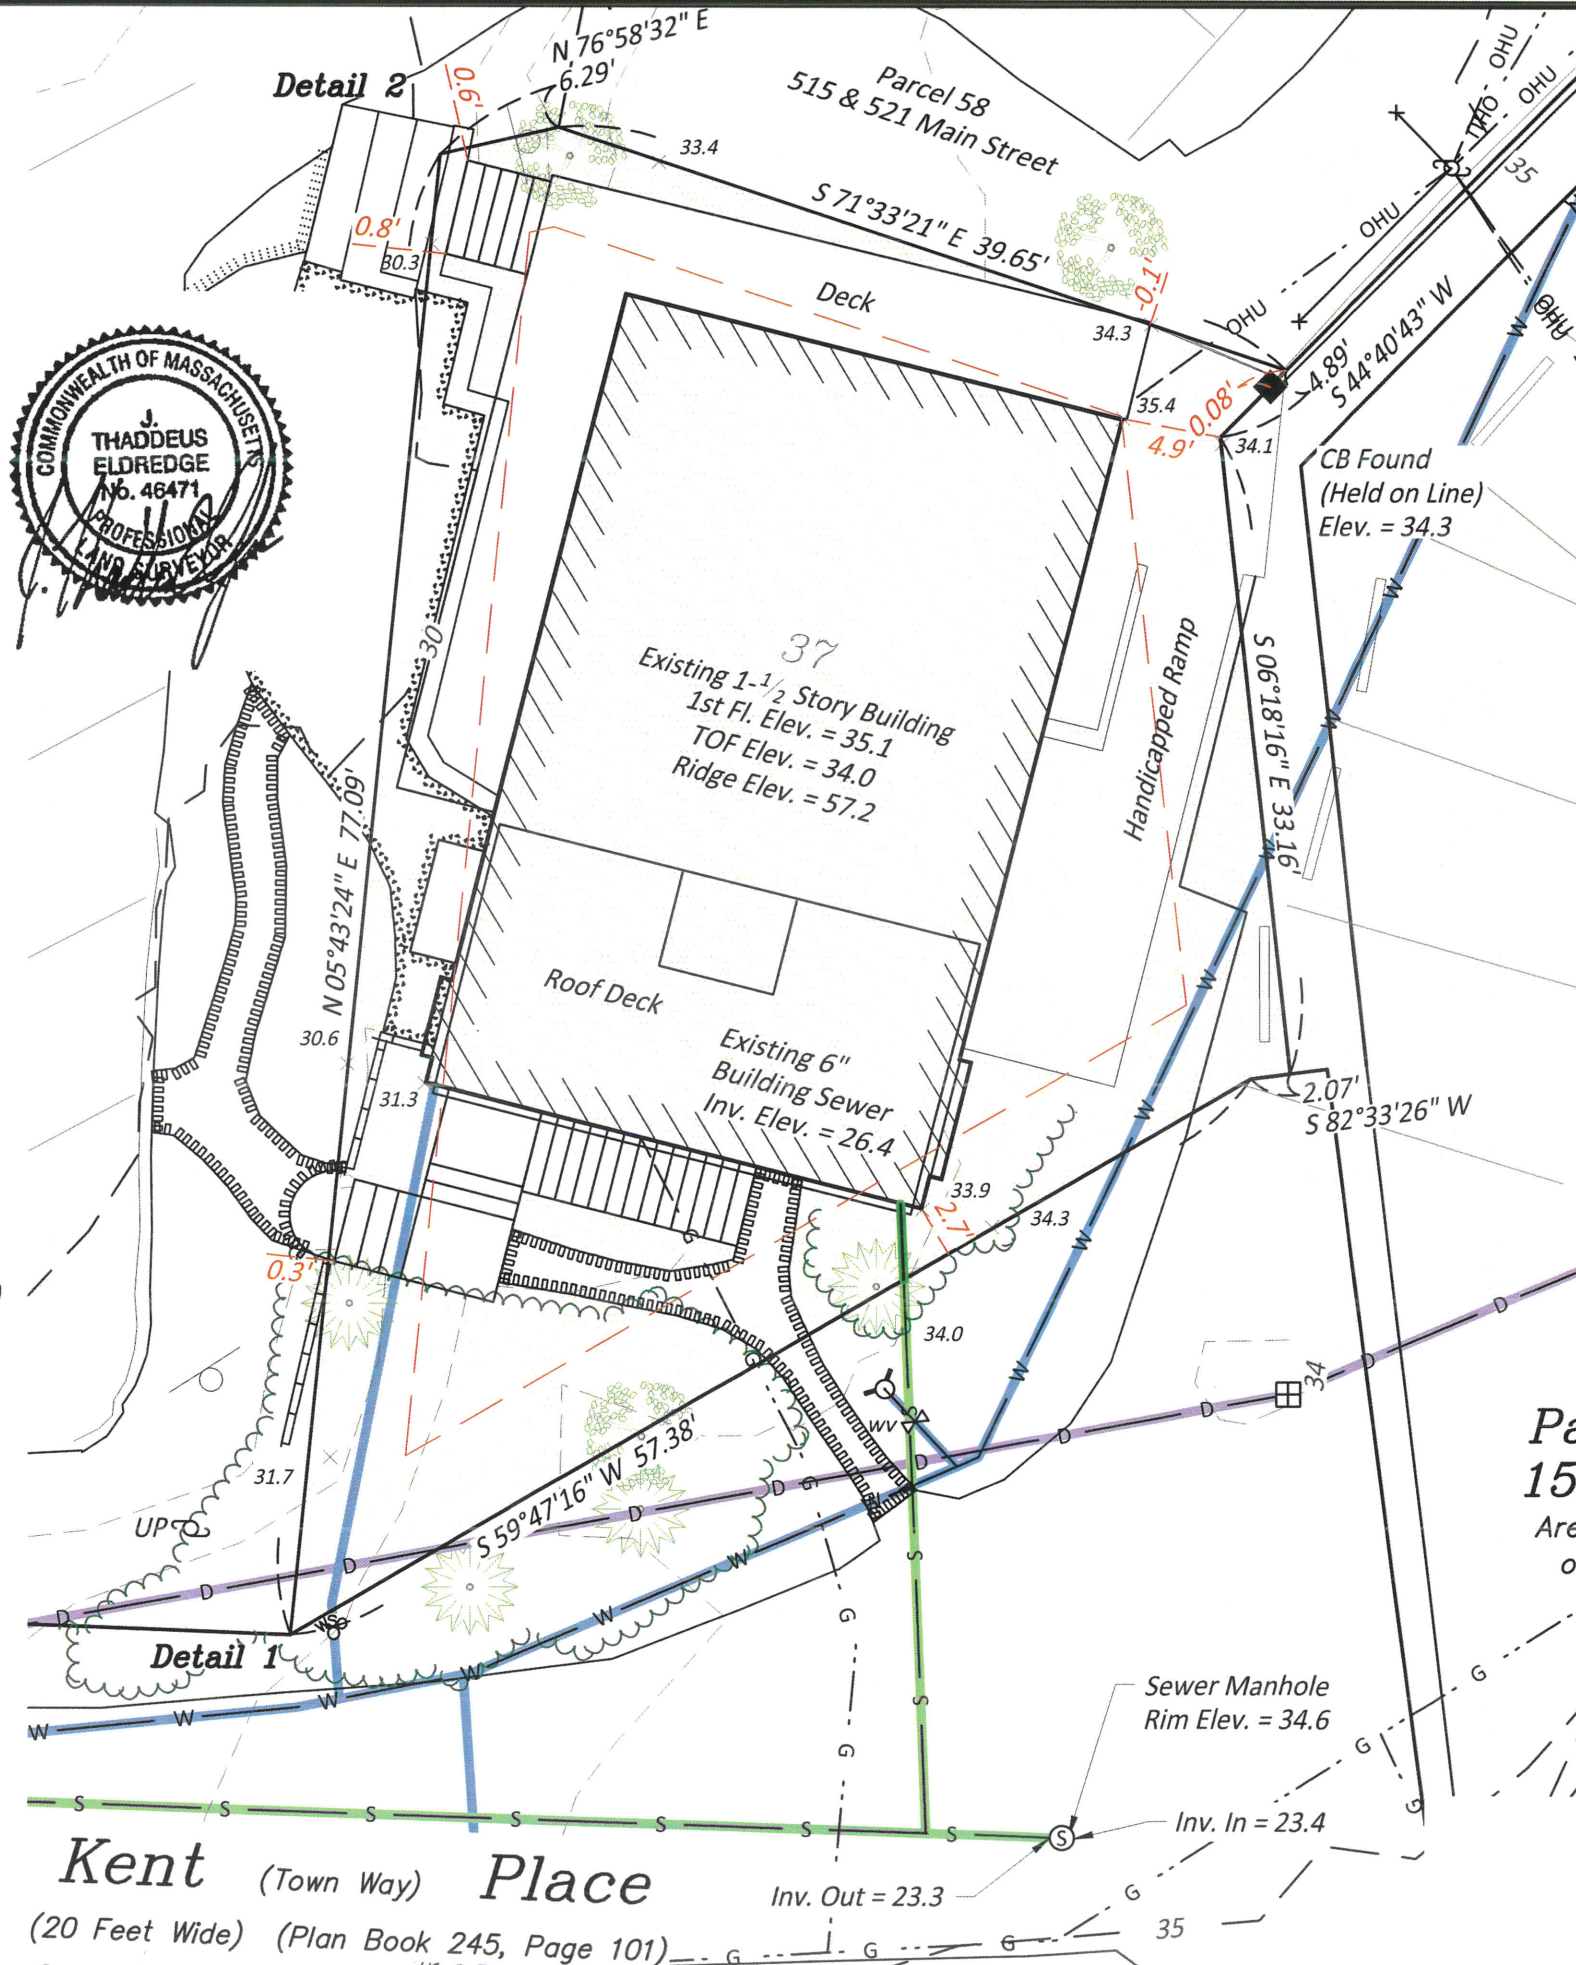 N 76°58'32" E
6.29'
Detail 2
0.6'
Parcel 58
515 & 521 Main Street
33.4
S 71°33'21" E 39.65'
OHU
OHU
OHU
OHU
OHU
OHU
OHU
35
0.8'
30.3
Deck
-0.1'
34.3
35.4
0.08'
4.89'
S 44°40'43" W
4.9'
34.1
CB Found
(Held on Line)
Elev. = 34.3
COMMONWEALTH OF MASSACHUSETTS
J.
THADDEUS
ELDREDGE
No. 46471
PROFESSIONAL
LAND SURVEYOR
30
37
Existing 1-1/2 Story Building
1st Fl. Elev. = 35.1
TOF Elev. = 34.0
Ridge Elev. = 57.2
Handicapped Ramp
S 06°18'16" E 33.16'
N 05°43'24" E 77.09'
Roof Deck
30.6
31.3
Existing 6"
Building Sewer
Inv. Elev. = 26.4
2.07'
S 82°33'26" W
33.9
34.3
2.7'
0.3'
34.0
34
WV
31.7
UP
S 59°47'16" W 57.38'
Pa
15
Are
o
WSO
Detail 1
W W W W W W W W W W W W W W W
D D D D D D D D D D
G G G G G G G G G G G
S S S S S S S S S S
Sewer Manhole
Rim Elev. = 34.6
Inv. In = 23.4
Inv. Out = 23.3
Kent (Town Way) Place
(20 Feet Wide) (Plan Book 245, Page 101)
35